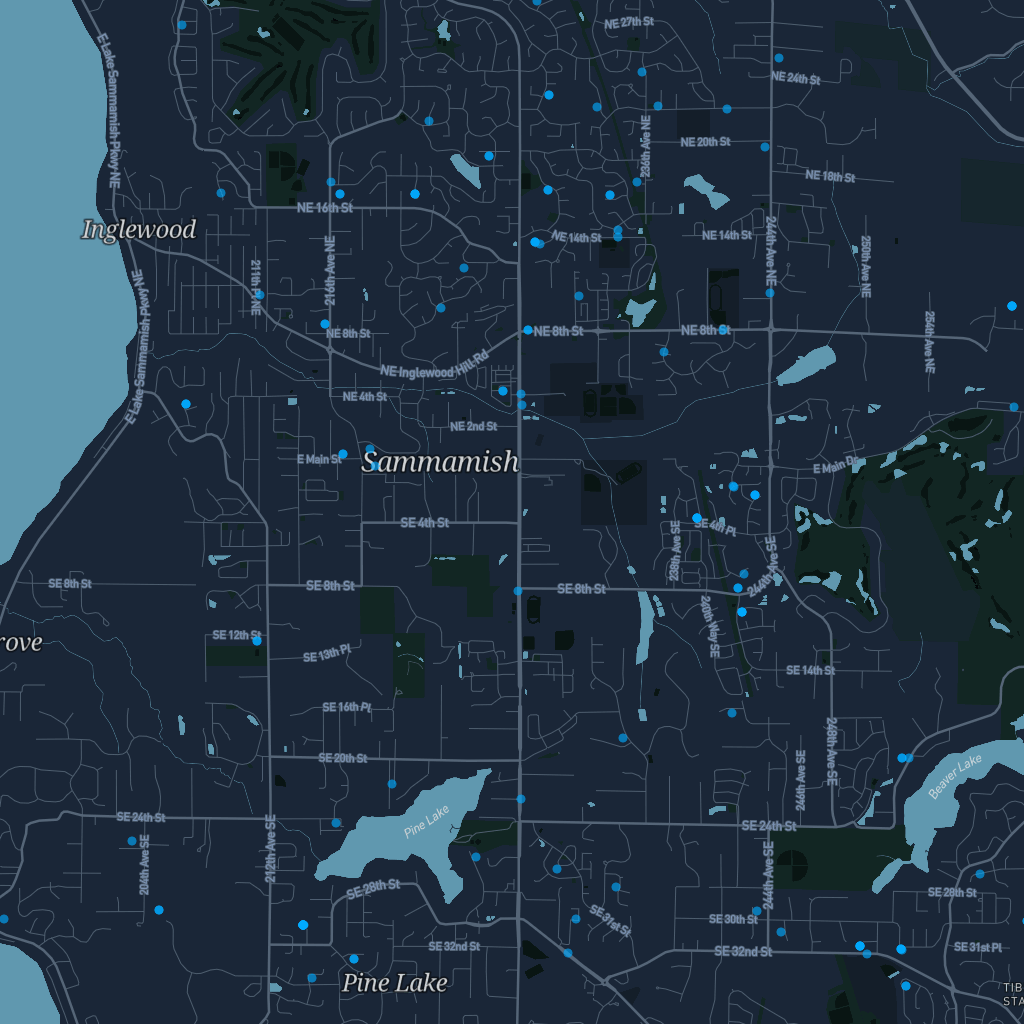 NE 27th St
E Lake Sammamish Pkwy NE
NE 24th St
236th Ave NE
NE 20th St
NE 18th St
NE 16th St
Inglewood
NE 14th St
NE 14th St
244th Ave NE
250th Ave NE
216th Ave NE
211th Pl NE
E Lake Sammamish Pkwy NE
NE 8th St
NE 8th St
NE 8th St
254th Ave NE
NE Inglewood Hill Rd
NE 4th St
NE 2nd St
E Main St
Sammamish
E Main Dr
SE 4th St
SE 4th Pl
238th Ave SE
244th Ave SE
SE 8th St
SE 8th St
SE 8th St
240th Way SE
SE 12th St
rove
SE 13th Pl
SE 14th St
SE 16th Pl
248th Ave SE
SE 20th St
246th Ave SE
Beaver Lake
Pine Lake
SE 24th St
SE 24th St
204th Ave SE
212th Ave SE
244th Ave SE
SE 28th St
SE 28th St
SE 30th St
SE 31st St
SE 32nd St
SE 32nd St
SE 31st Pl
Pine Lake
TIB
STA